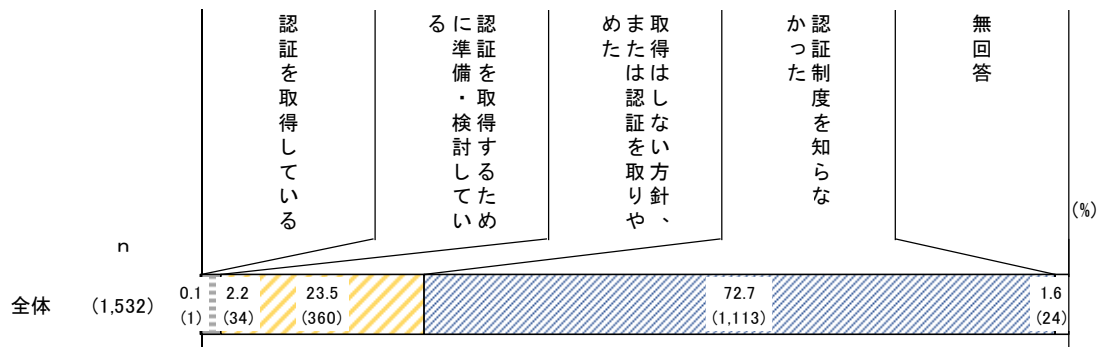 認証を取得している
認証を取得するため
に準備・検討してい
る
取得はしない方針、
または認証を取りや
めた
認証制度を知らな
かった
無回答
(%)
n
全体 (1,532) 0.1 2.2 23.5 72.7 1.6
(1) (34) (360) (1,113) (24)